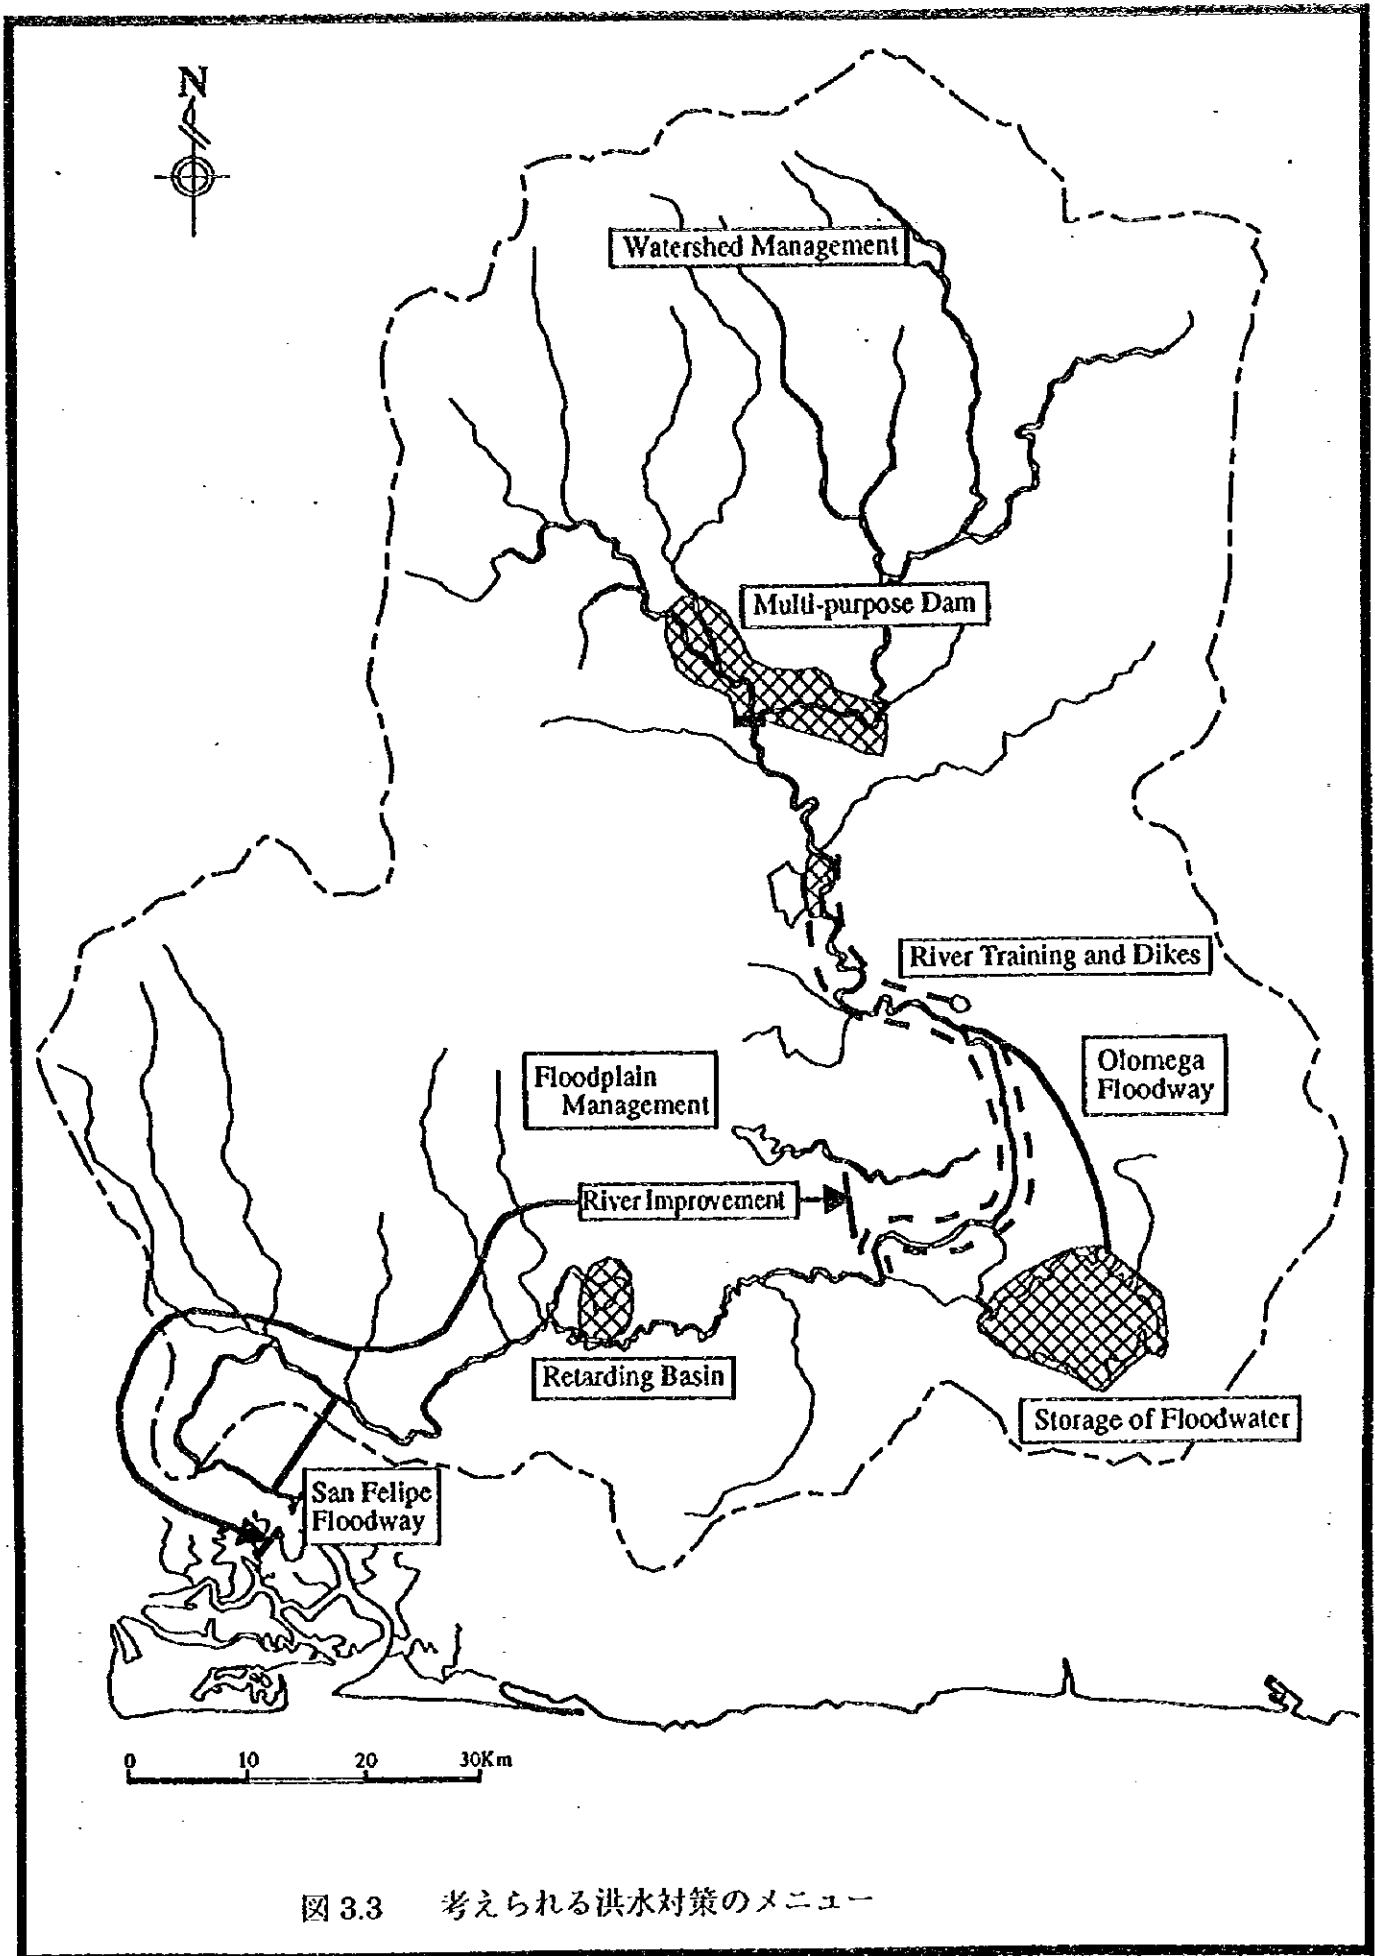 N
Watershed Management
Multi-purpose Dam
River Training and Dikes
Olomega
Floodway
Floodplain
Management
River Improvement
Retarding Basin
Storage of Floodwater
San Felipe
Floodway
0 10 20 30Km
図 3.3 考えられる洪水対策のメニュー